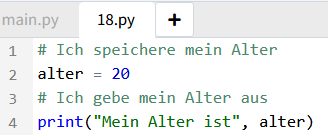 main.py 18.py +
1 # Ich speichere mein Alter
2 alter = 20
3 # Ich gebe mein Alter aus
4 print("Mein Alter ist", alter)